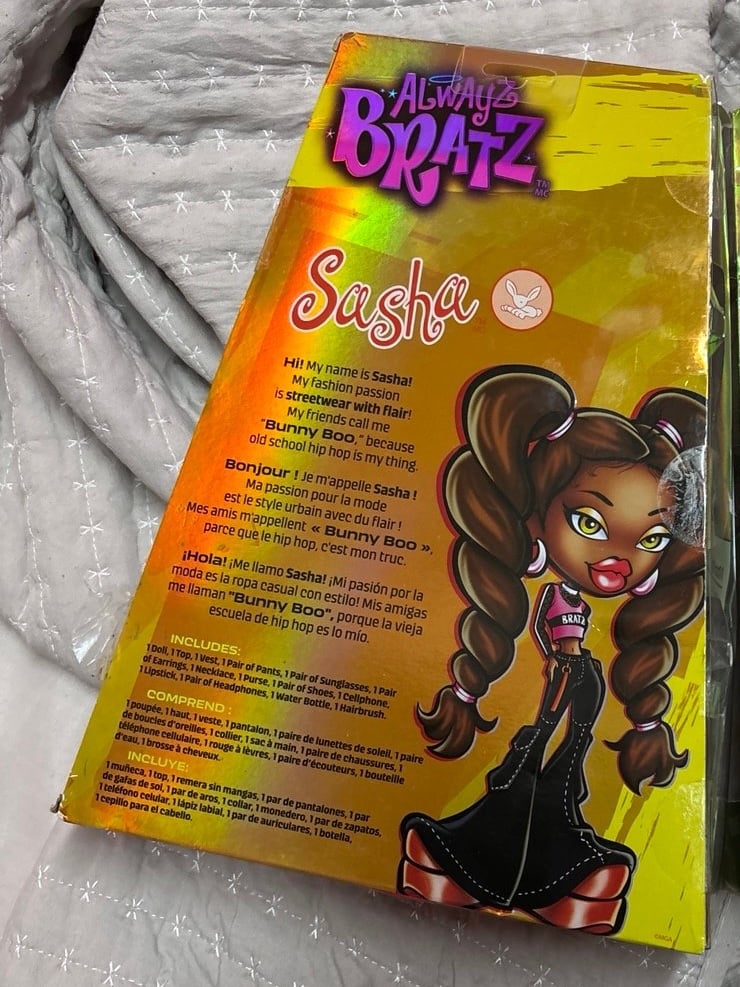 ALWAYZ
BRATZ
TM
MC
Sasha
Hi! My name is Sasha!
My fashion passion
is streetwear with flair!
My friends call me
"Bunny Boo," because
old school hip hop is my thing.
Bonjour ! Je m'appelle Sasha !
Ma passion pour la mode
est le style urbain avec du flair !
Mes amis m'appellent « Bunny Boo »,
parce que le hip hop, c'est mon truc.
¡Hola! ¡Me llamo Sasha! ¡Mi pasión por la
moda es la ropa casual con estilo! Mis amigas
me llaman "Bunny Boo", porque la vieja
escuela de hip hop es lo mío.
INCLUDES:
1 Doll, 1 Top, 1 Vest, 1 Pair of Pants, 1 Pair of Sunglasses, 1 Pair
of Earrings, 1 Necklace, 1 Purse, 1 Pair of Shoes, 1 Cellphone,
1 Lipstick, 1 Pair of Headphones, 1 Water Bottle, 1 Hairbrush.
COMPREND :
1 poupée, 1 haut, 1 veste, 1 pantalon, 1 paire de lunettes de soleil, 1 paire
de boucles d'oreilles, 1 collier, 1 sac à main, 1 paire de chaussures, 1
téléphone cellulaire, 1 rouge à lèvres, 1 paire d'écouteurs, 1 bouteille
d'eau, 1 brosse à cheveux.
INCLUYE:
1 muñeca, 1 top, 1 remera sin mangas, 1 par de pantalones, 1 par
de gafas de sol, 1 par de aros, 1 collar, 1 monedero, 1 par de zapatos,
1 teléfono celular, 1 lápiz labial, 1 par de auriculares, 1 botella,
1 cepillo para el cabello.
BRATZ
©MGA